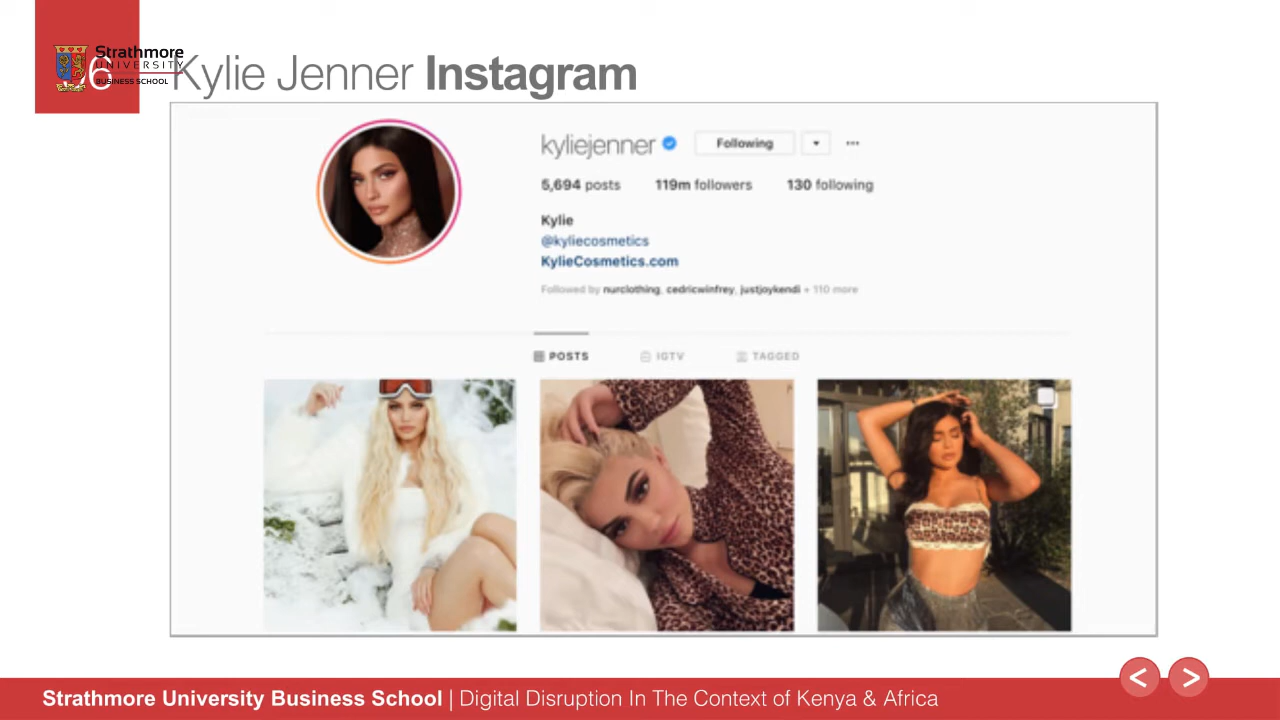 Strathmore
UNIVERSITY
BUSINESS SCHOOL
06
Kylie Jenner Instagram
kyliejenner Following
5,694 posts 119m followers 130 following
Kylie
@kyliecosmetics
KylieCosmetics.com
Followed by nurclothing, cedricwinfrey, justjoykendi + 110 more
POSTS IGTV TAGGED
Strathmore University Business School | Digital Disruption In The Context of Kenya & Africa